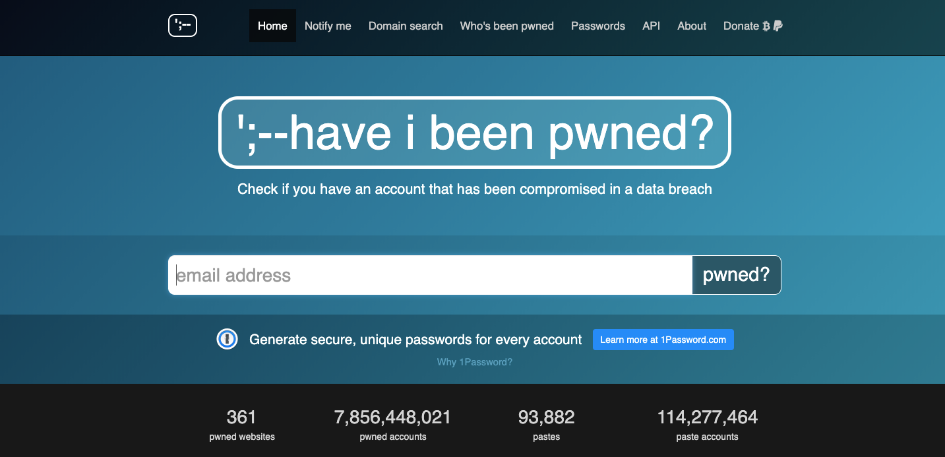 ';--
Home Notify me Domain search Who's been pwned Passwords API About Donate
';--have i been pwned?
Check if you have an account that has been compromised in a data breach
email address pwned?
Generate secure, unique passwords for every account Learn more at 1Password.com
Why 1Password?
361 7,856,448,021 93,882 114,277,464
pwned websites pwned accounts pastes paste accounts